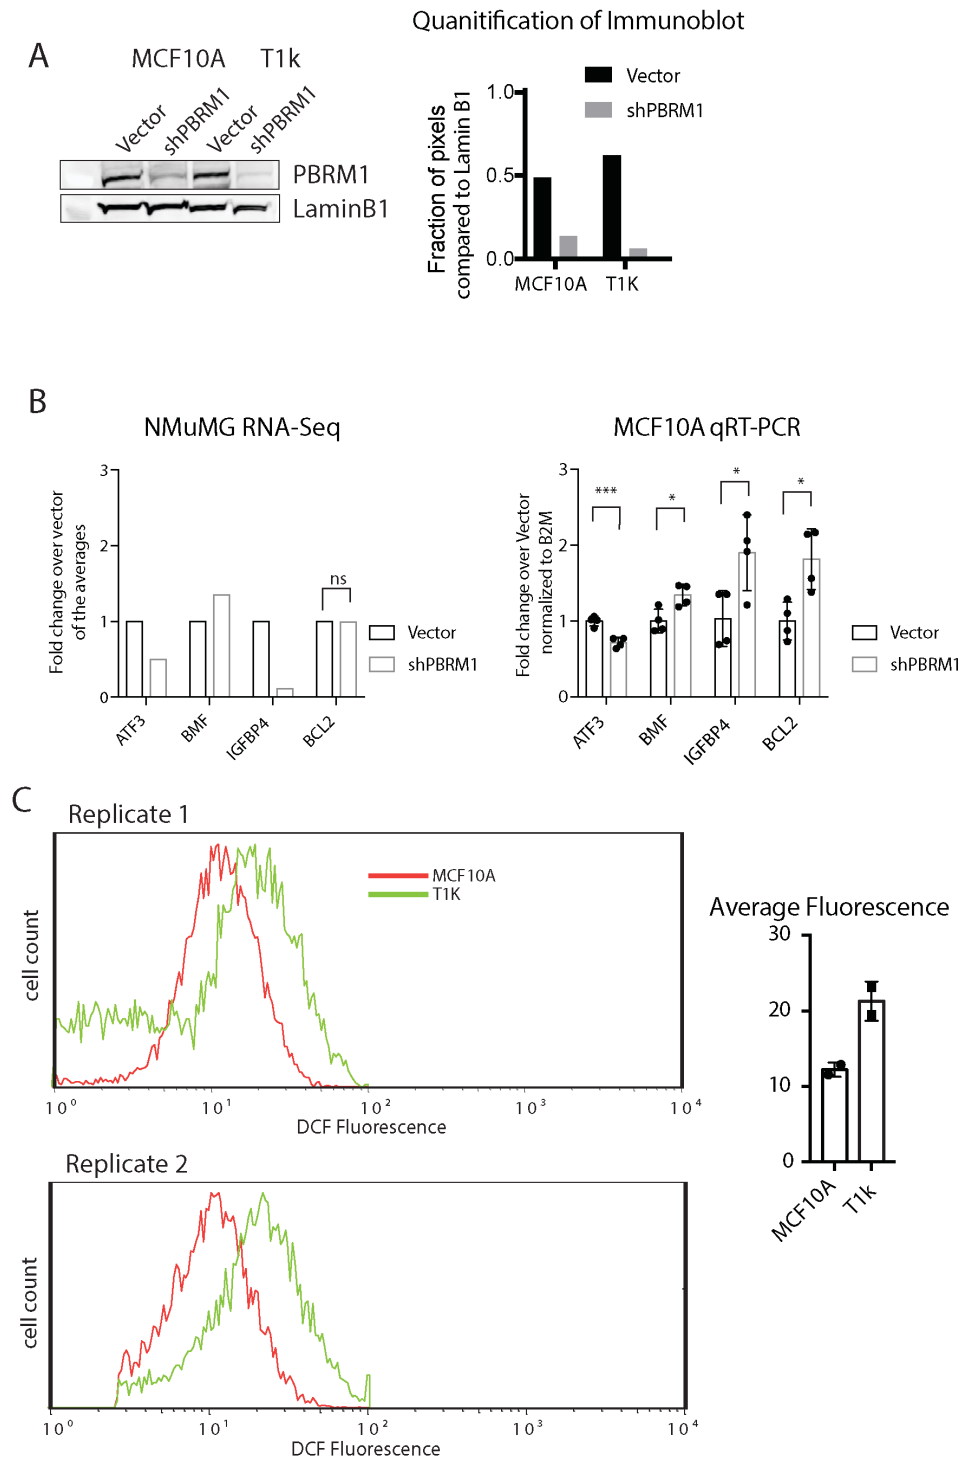 Quanitification of Immunoblot
A
MCF10A T1k
Vector
shPBRM1
Vector
shPBRM1
PBRM1
LaminB1
Vector
shPBRM1
Fraction of pixels
compared to Lamin B1
1.0
0.5
0.0
MCF10A T1K
B
NMuMG RNA-Seq
Fold change over vector
of the averages
3
2
1
0
ns
ATF3
BMF
IGFBP4
BCL2
Vector
shPBRM1
MCF10A qRT-PCR
Fold change over Vector
normalized to B2M
3
2
1
0
***
*
*
*
ATF3
BMF
IGFBP4
BCL2
Vector
shPBRM1
C
Replicate 1
cell count
MCF10A
T1K
10⁰ 10¹ 10² 10³ 10⁴
DCF Fluorescence
Replicate 2
cell count
10⁰ 10¹ 10² 10³ 10⁴
DCF Fluorescence
Average Fluorescence
30
20
10
0
MCF10A
T1k